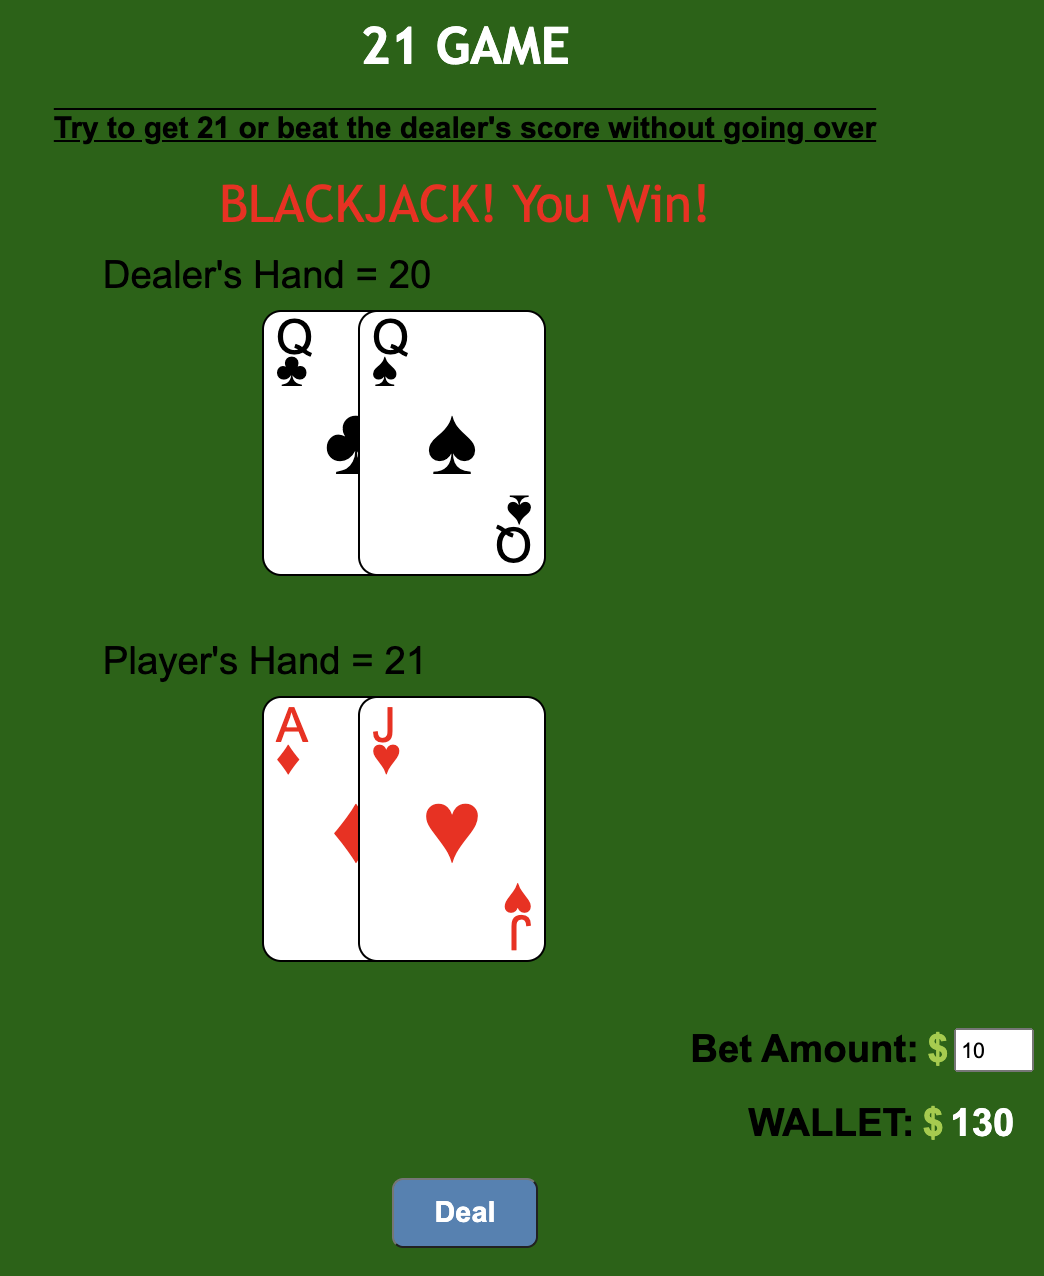 21 GAME
Try to get 21 or beat the dealer's score without going over
BLACKJACK! You Win!
Dealer's Hand = 20
Q Q
Q
Player's Hand = 21
A J
J
Bet Amount: $ 10
WALLET: $ 130
Deal